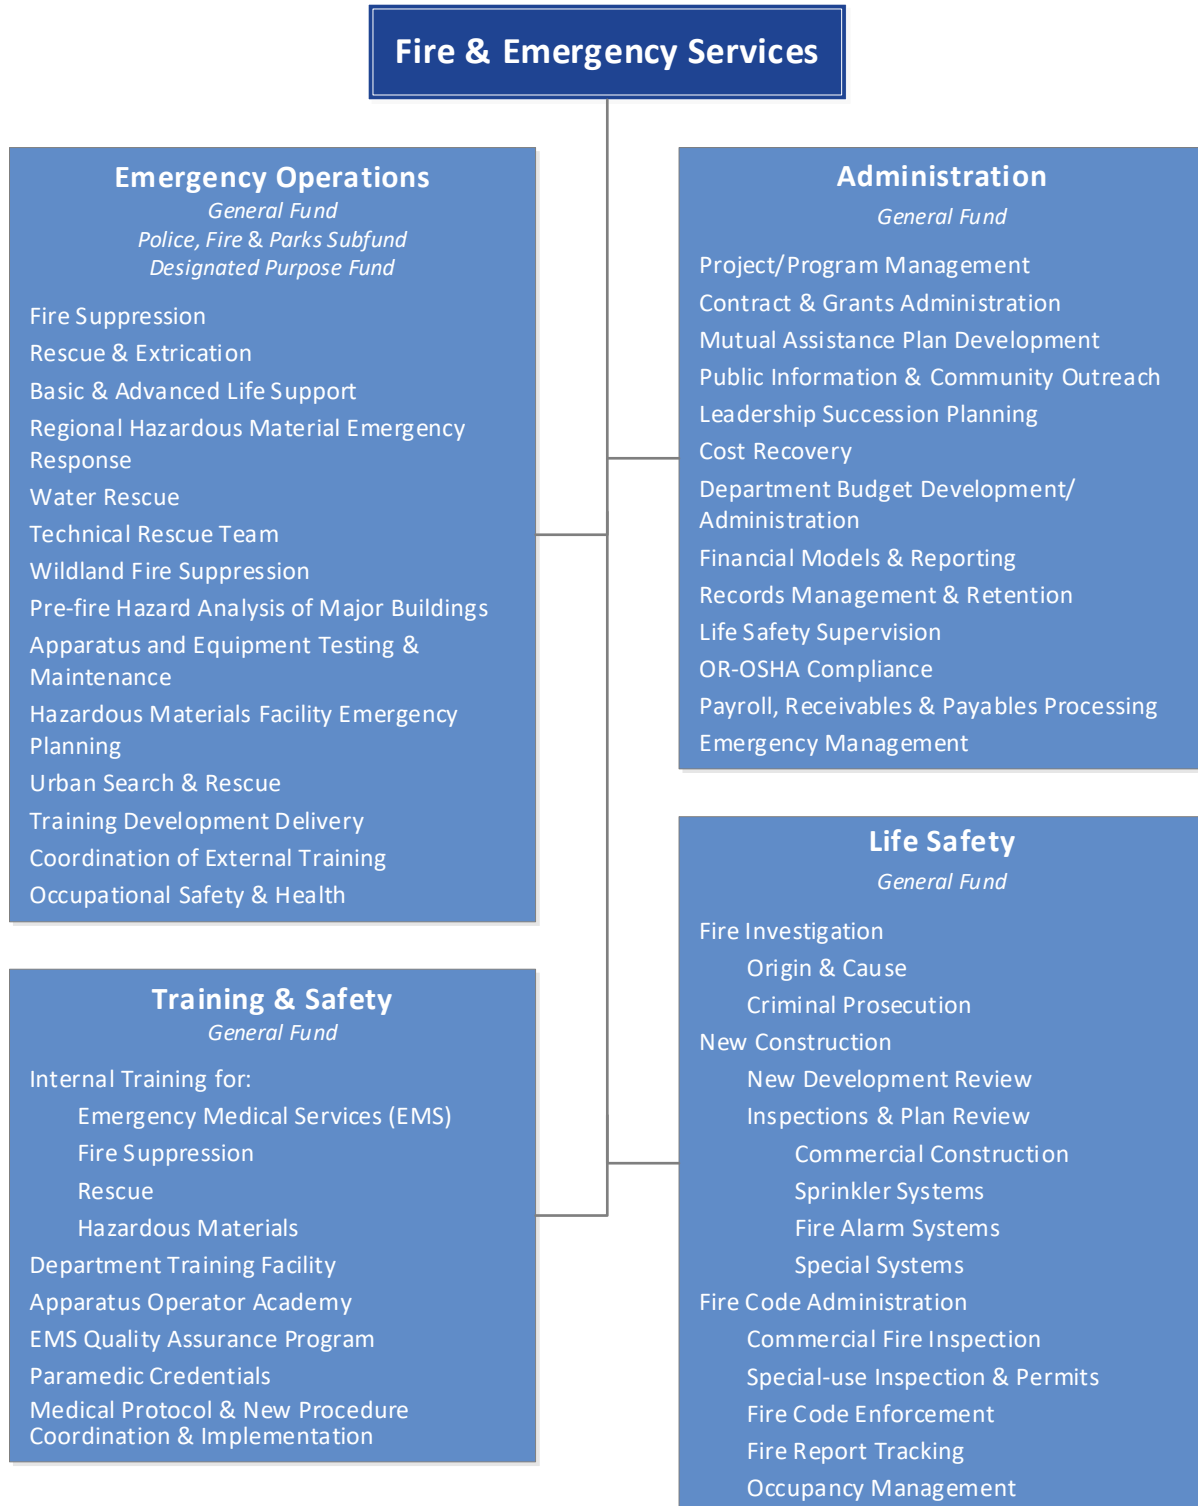 Fire & Emergency Services
Emergency Operations
General Fund
Police, Fire & Parks Subfund
Designated Purpose Fund
Fire Suppression
Rescue & Extrication
Basic & Advanced Life Support
Regional Hazardous Material Emergency
Response
Water Rescue
Technical Rescue Team
Wildland Fire Suppression
Pre-fire Hazard Analysis of Major Buildings
Apparatus and Equipment Testing &
Maintenance
Hazardous Materials Facility Emergency
Planning
Urban Search & Rescue
Training Development Delivery
Coordination of External Training
Occupational Safety & Health
Training & Safety
General Fund
Internal Training for:
Emergency Medical Services (EMS)
Fire Suppression
Rescue
Hazardous Materials
Department Training Facility
Apparatus Operator Academy
EMS Quality Assurance Program
Paramedic Credentials
Medical Protocol & New Procedure
Coordination & Implementation
Administration
General Fund
Project/Program Management
Contract & Grants Administration
Mutual Assistance Plan Development
Public Information & Community Outreach
Leadership Succession Planning
Cost Recovery
Department Budget Development/
Administration
Financial Models & Reporting
Records Management & Retention
Life Safety Supervision
OR-OSHA Compliance
Payroll, Receivables & Payables Processing
Emergency Management
Life Safety
General Fund
Fire Investigation
Origin & Cause
Criminal Prosecution
New Construction
New Development Review
Inspections & Plan Review
Commercial Construction
Sprinkler Systems
Fire Alarm Systems
Special Systems
Fire Code Administration
Commercial Fire Inspection
Special-use Inspection & Permits
Fire Code Enforcement
Fire Report Tracking
Occupancy Management